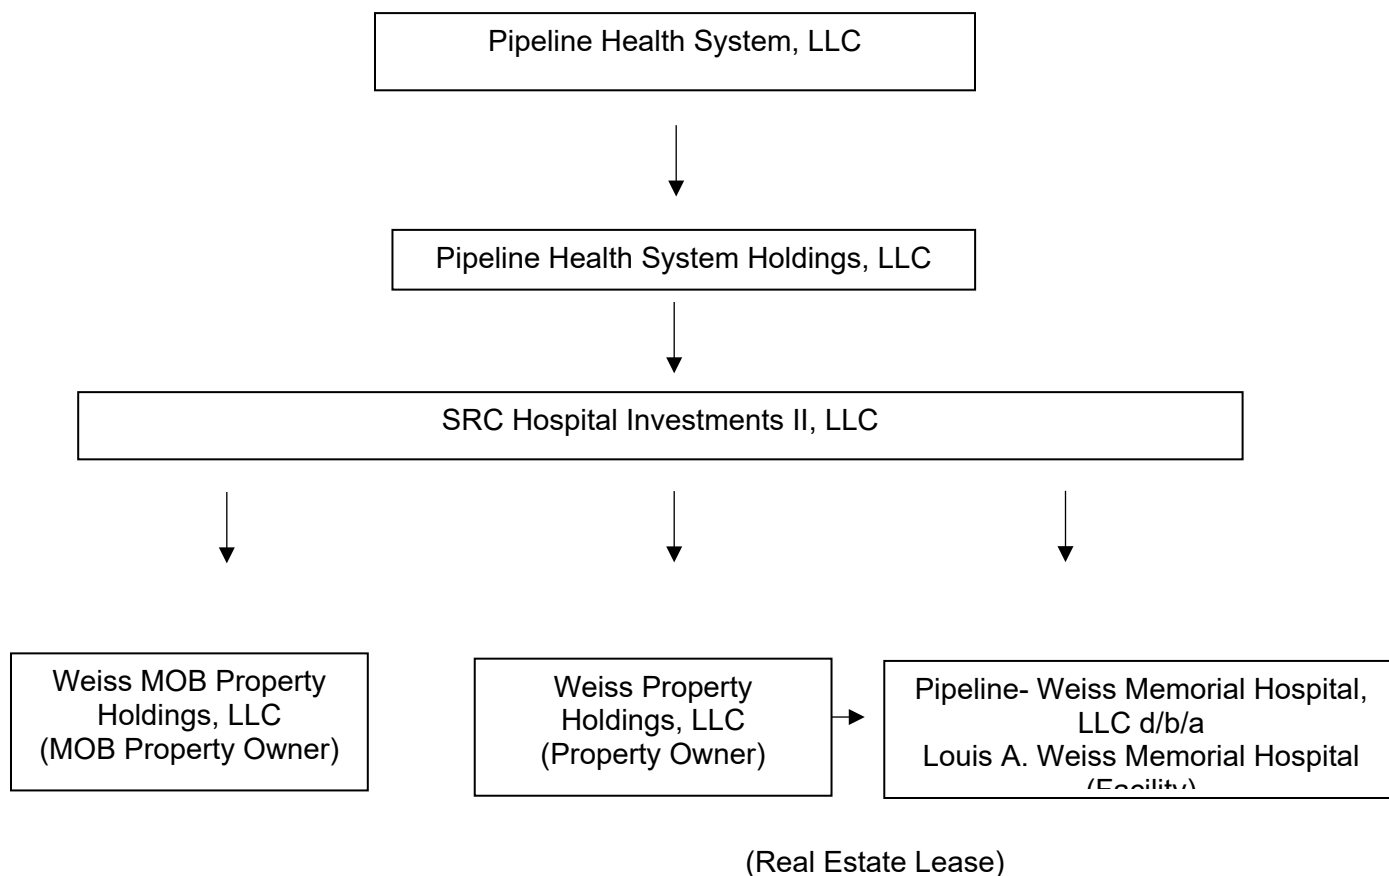 Pipeline Health System, LLC
Pipeline Health System Holdings, LLC
SRC Hospital Investments II, LLC
Weiss MOB Property
Holdings, LLC
(MOB Property Owner)
Weiss Property
Holdings, LLC
(Property Owner)
Pipeline- Weiss Memorial Hospital,
LLC d/b/a
Louis A. Weiss Memorial Hospital
(Facility)
(Real Estate Lease)